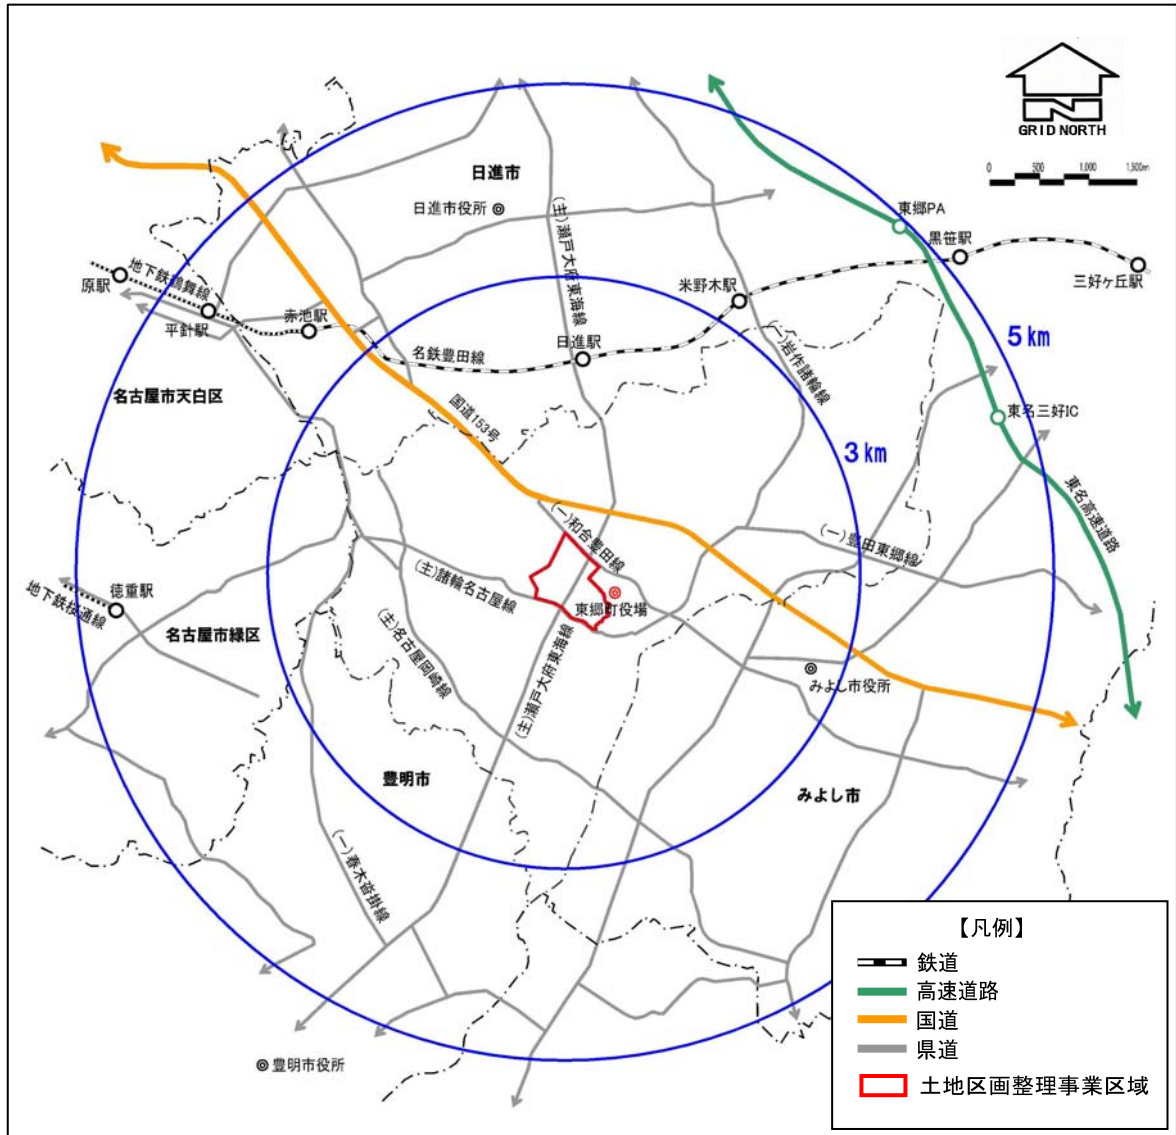 GRID NORTH
0 500 1,000 1,500m
日進市
日進市役所
(主)瀬戸大府東海線
東郷PA
黒笹駅
三好ヶ丘駅
地下鉄鶴舞線
原駅
平針駅
赤池駅
米野木駅
名鉄豊田線
日進駅
(一)岩作諸輪線
5km
名古屋市天白区
国道153号
東名三好IC
3km
東名高速道路
(一)和合豊田線
(一)豊田東郷線
(主)諸輪名古屋線
東郷町役場
徳重駅
地下鉄桜通線
名古屋市緑区
(主)名古屋岡崎線
(主)瀬戸大府東海線
みよし市役所
豊明市
みよし市
(一)春木沓掛線
豊明市役所
【凡例】
鉄道
高速道路
国道
県道
土地区画整理事業区域